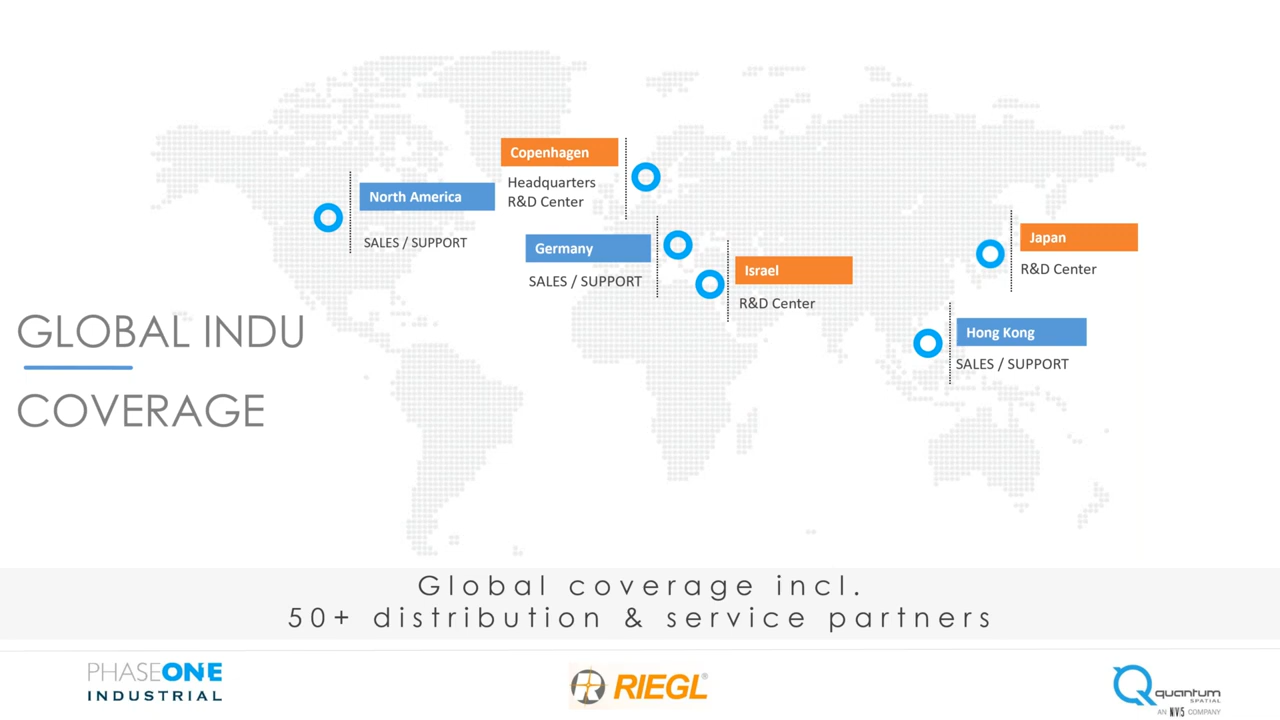 Copenhagen
Headquarters
R&D Center
North America
SALES / SUPPORT
Germany
SALES / SUPPORT
Israel
R&D Center
Japan
R&D Center
Hong Kong
SALES / SUPPORT
GLOBAL INDU
COVERAGE
Global coverage incl.
50+ distribution & service partners
PHASEONE
INDUSTRIAL
RIEGL®
quantum
SPATIAL
AN NV5 COMPANY